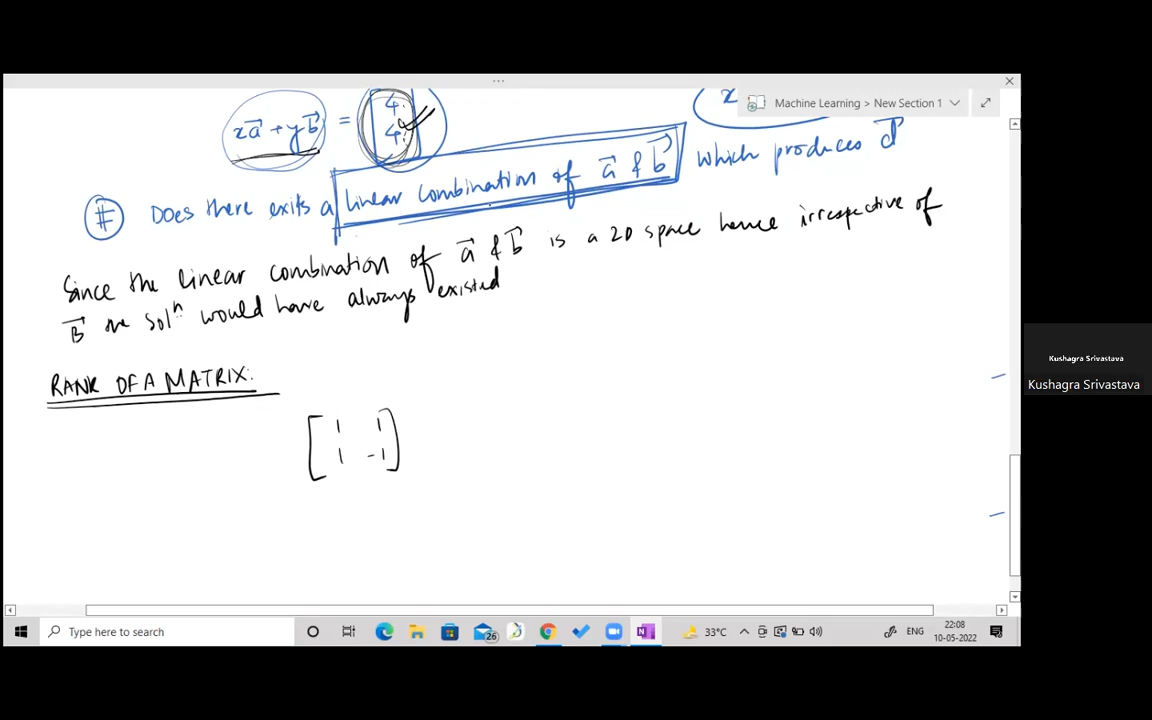 x
Machine Learning > New Section 1
xa⃗ + yb⃗ = [4 4]
Does there exits a linear combination of a⃗ & b⃗ which produces d⃗
Since the linear combination of a⃗ & b⃗ is a 2D space hence irrespective of
B⃗ the solⁿ would have always existed
RANK OF A MATRIX:
1 1
1 -1
Kushagra Srivastava
Kushagra Srivastava
Type here to search
26
33°C
ENG
22:08
10-05-2022